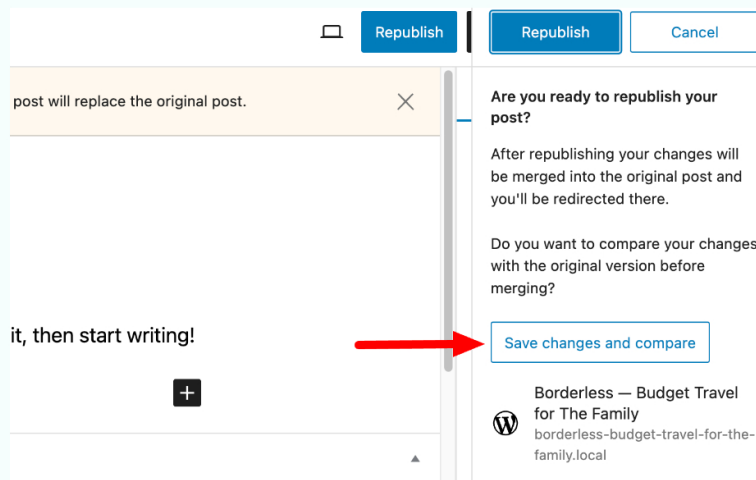 Republish
Republish
Cancel
post will replace the original post.
Are you ready to republish your
post?
After republishing your changes will
be merged into the original post and
you'll be redirected there.
Do you want to compare your changes
with the original version before
merging?
it, then start writing!
Save changes and compare
Borderless — Budget Travel
for The Family
borderless-budget-travel-for-the-
family.local